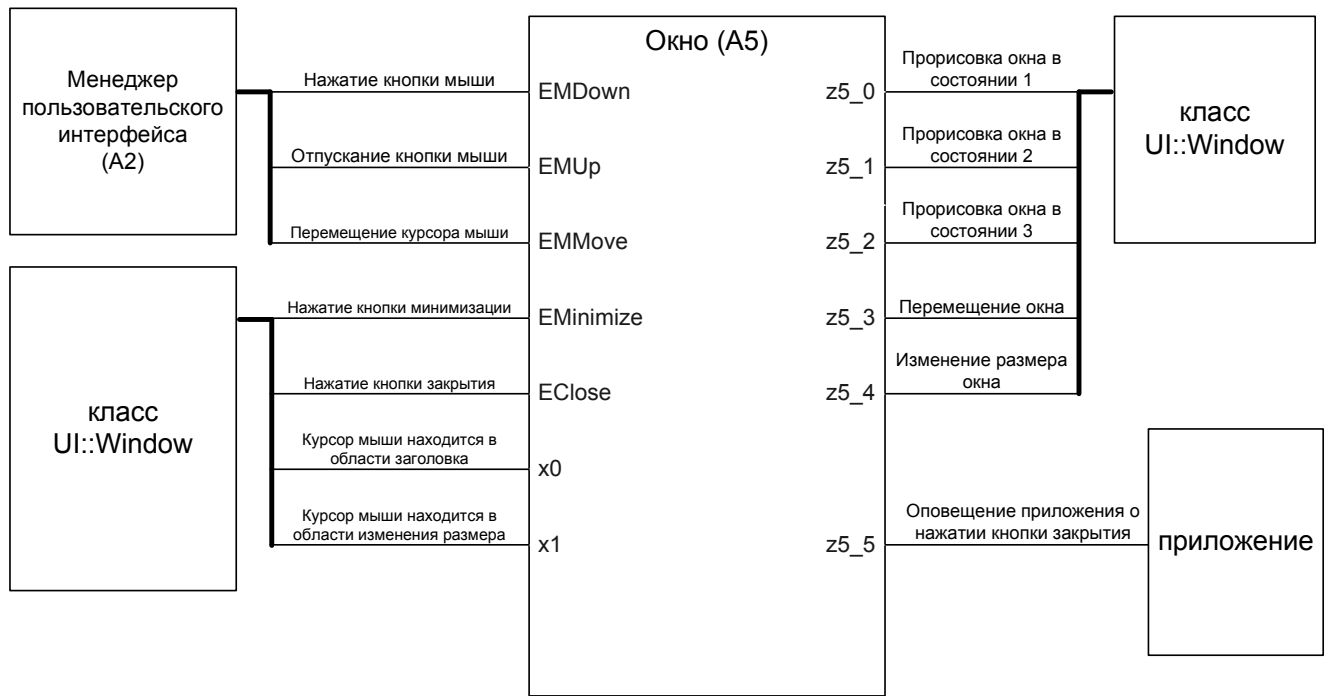 Менеджер
пользовательского
интерфейса
(A2)
класс
UI::Window
Нажатие кнопки мыши
Отпускание кнопки мыши
Перемещение курсора мыши
Нажатие кнопки минимизации
Нажатие кнопки закрытия
Курсор мыши находится в
области заголовка
Курсор мыши находится в
области изменения размера
Окно (A5)
EMDown
EMUp
EMMove
EMinimize
EClose
x0
x1
z5_0
z5_1
z5_2
z5_3
z5_4
z5_5
Прорисовка окна в
состоянии 1
Прорисовка окна в
состоянии 2
Прорисовка окна в
состоянии 3
Перемещение окна
Изменение размера
окна
Оповещение приложения о
нажатии кнопки закрытия
класс
UI::Window
приложение